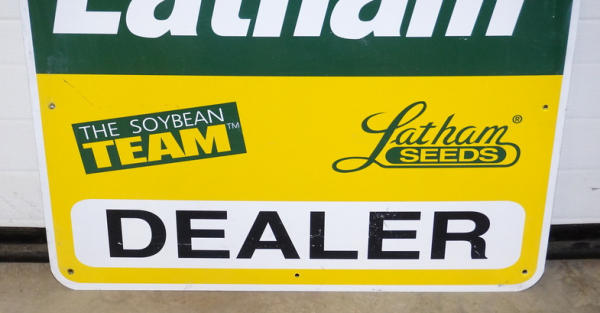 Latham
THE SOYBEAN
TEAM™
Latham®
SEEDS
DEALER